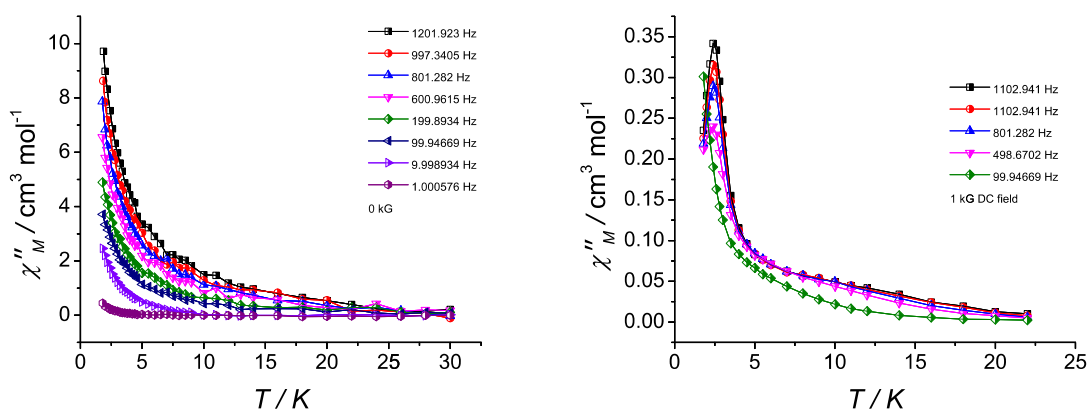 χ″M / cm³ mol⁻¹
10
8
6
4
2
0
0
5
10
15
20
25
30
T / K
1201.923 Hz
997.3405 Hz
801.282 Hz
600.9615 Hz
199.8934 Hz
99.94669 Hz
9.998934 Hz
1.000576 Hz
0 kG
χ″M / cm³ mol⁻¹
0.35
0.30
0.25
0.20
0.15
0.10
0.05
0.00
0
5
10
15
20
25
T / K
1102.941 Hz
1102.941 Hz
801.282 Hz
498.6702 Hz
99.94669 Hz
1 kG DC field